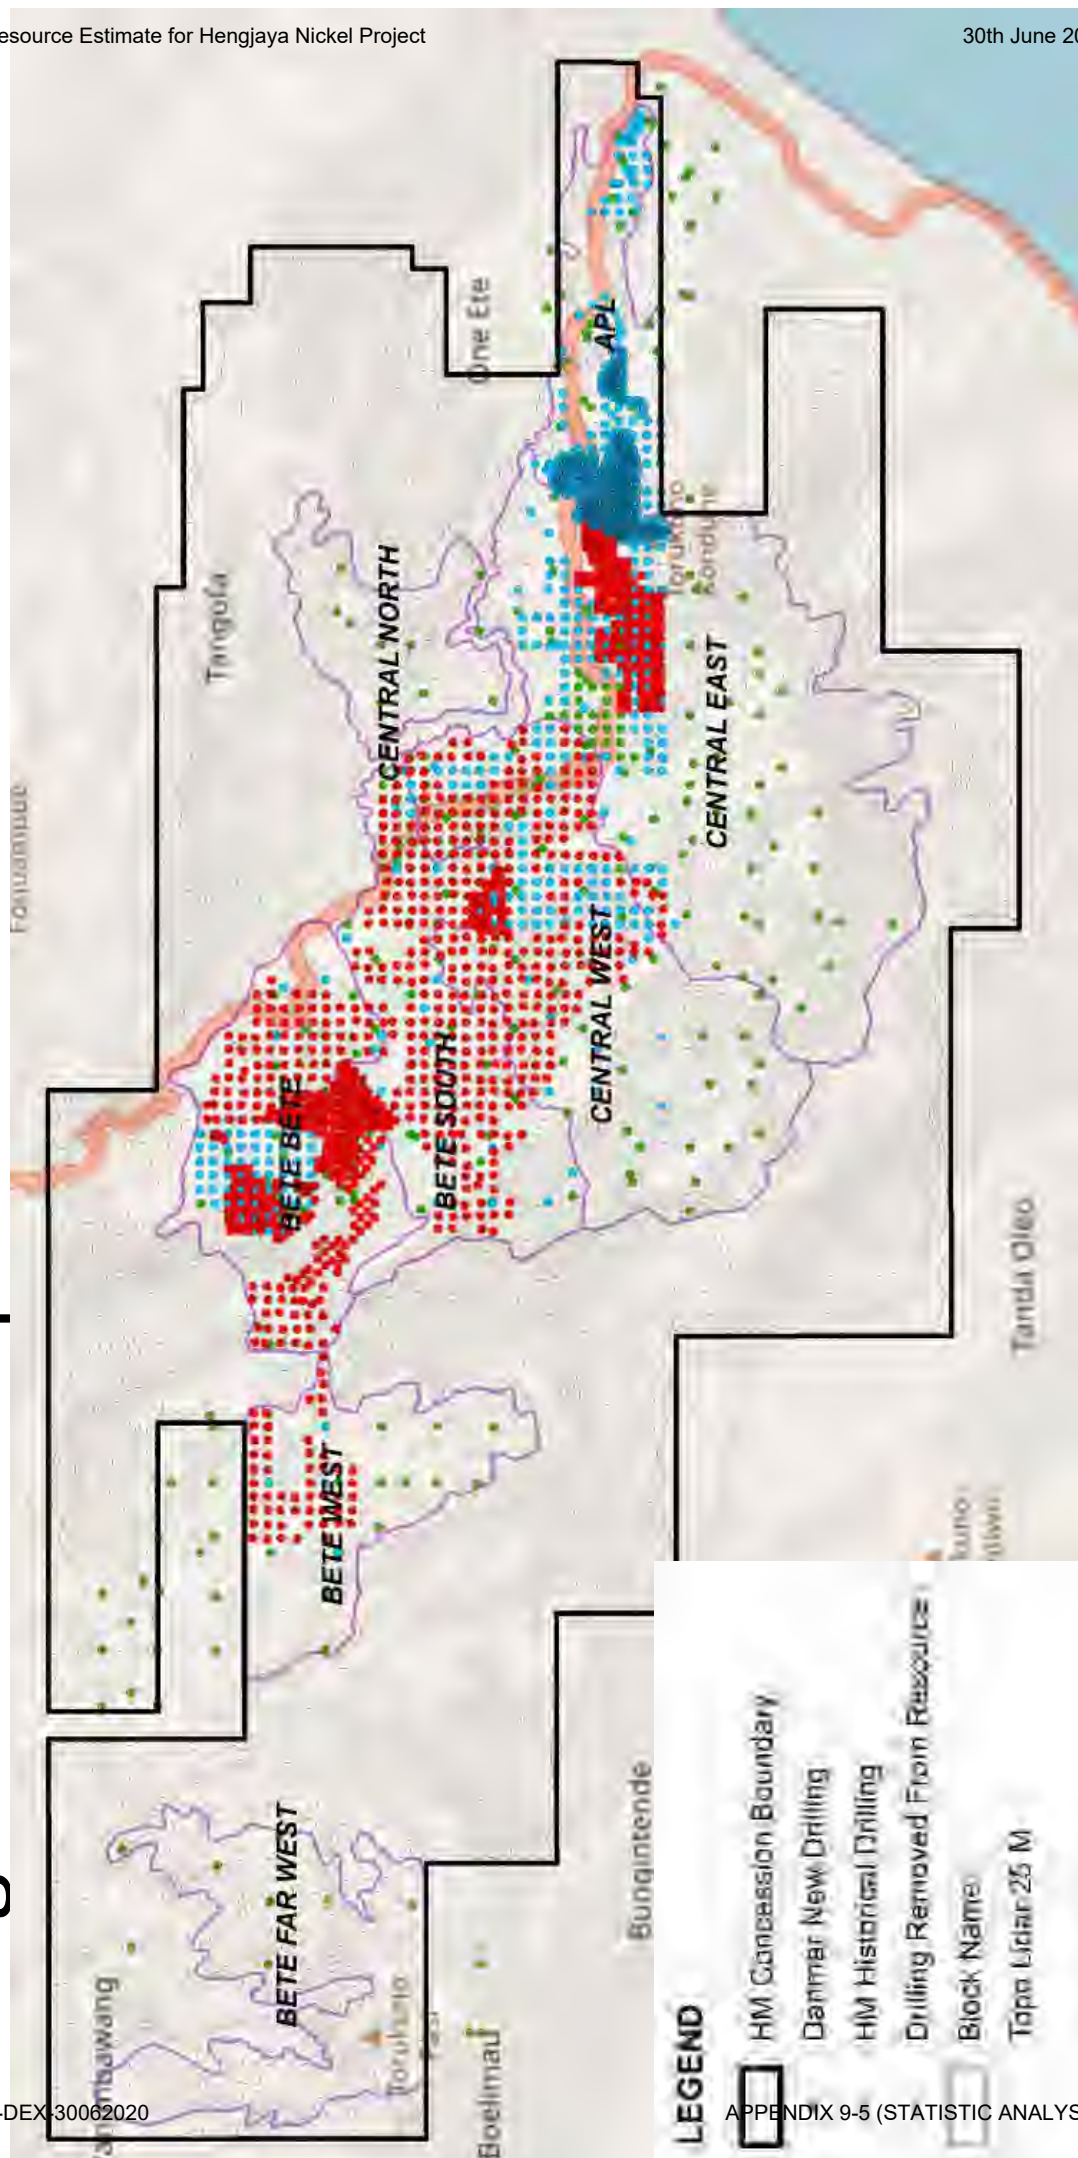 esource Estimate for Hengjaya Nickel Project
30th June 20
One Ete
APL
Tangofa
CENTRAL NORTH
CENTRAL EAST
CENTRAL WEST
BETE BETE
BETE SOUTH
BETE WEST
BETE FAR WEST
Tanda Oleo
Bungintende
LEGEND
HM Concession Boundary
Danmar New Drilling
HM Historical Drilling
Drilling Removed From Resource
Block Name
Topo Lidar 25 M
-DEX-30062020
APPENDIX 9-5 (STATISTIC ANALYS